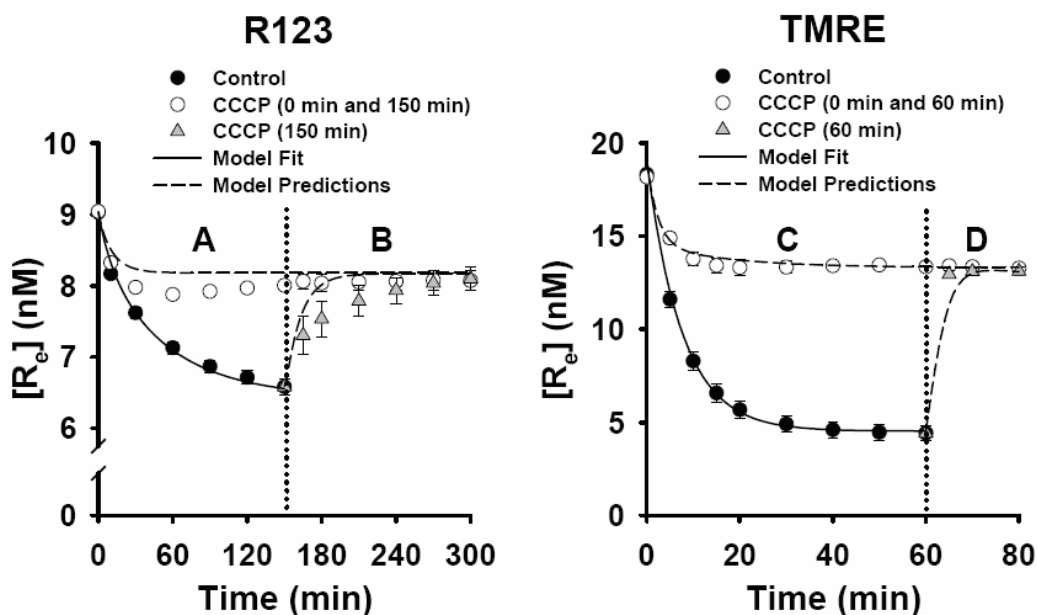 R123
Control
CCCP (0 min and 150 min)
CCCP (150 min)
Model Fit
Model Predictions
10
9
8
7
6
0
[Re] (nM)
A
B
0 60 120 180 240 300
Time (min)
TMRE
Control
CCCP (0 min and 60 min)
CCCP (60 min)
Model Fit
Model Predictions
20
15
10
5
0
[Re] (nM)
C
D
0 20 40 60 80
Time (min)